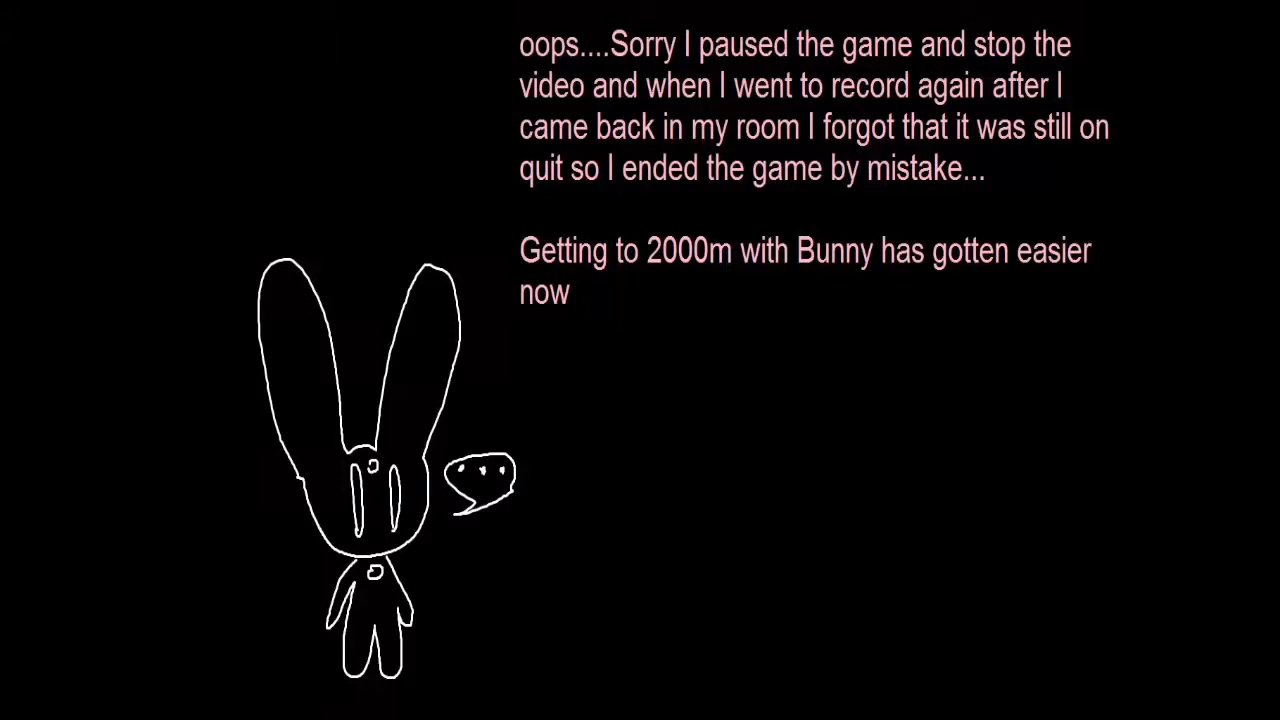 oops....Sorry I paused the game and stop the
video and when I went to record again after I
came back in my room I forgot that it was still on
quit so I ended the game by mistake...
Getting to 2000m with Bunny has gotten easier
now